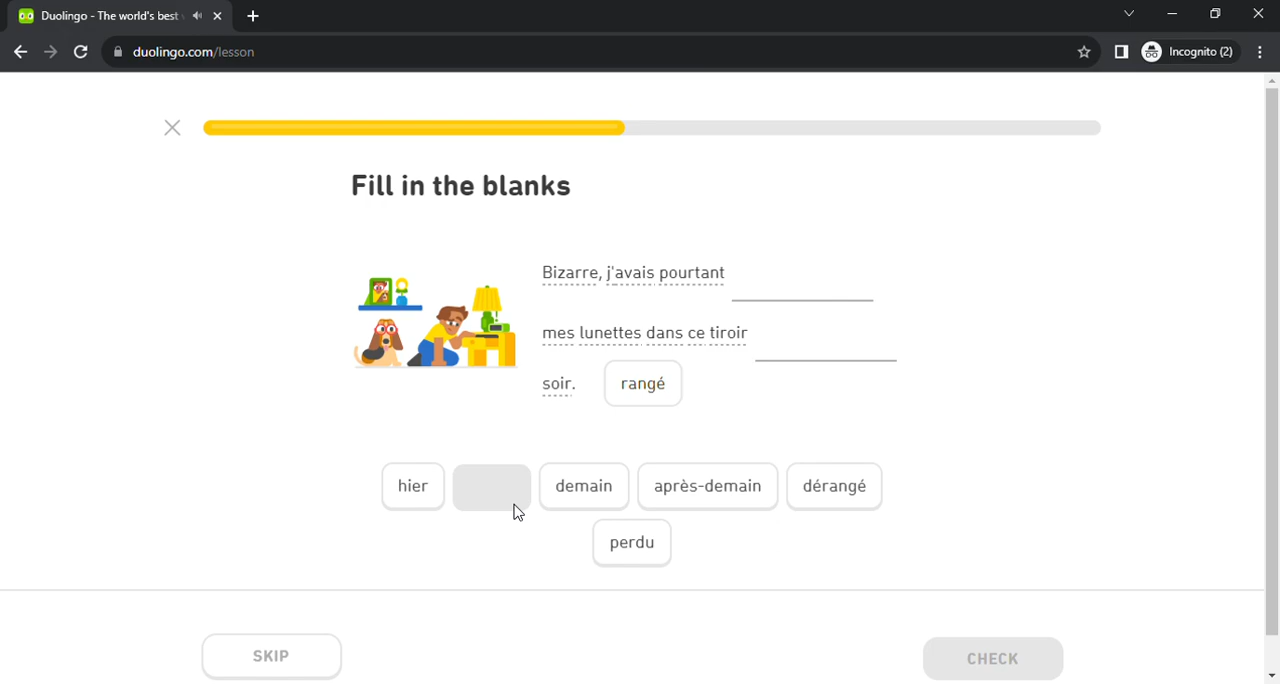 Duolingo - The world's best
duolingo.com/lesson
Incognito (2)
Fill in the blanks
Bizarre, j'avais pourtant
mes lunettes dans ce tiroir
soir. rangé
hier demain après-demain dérangé
perdu
SKIP CHECK